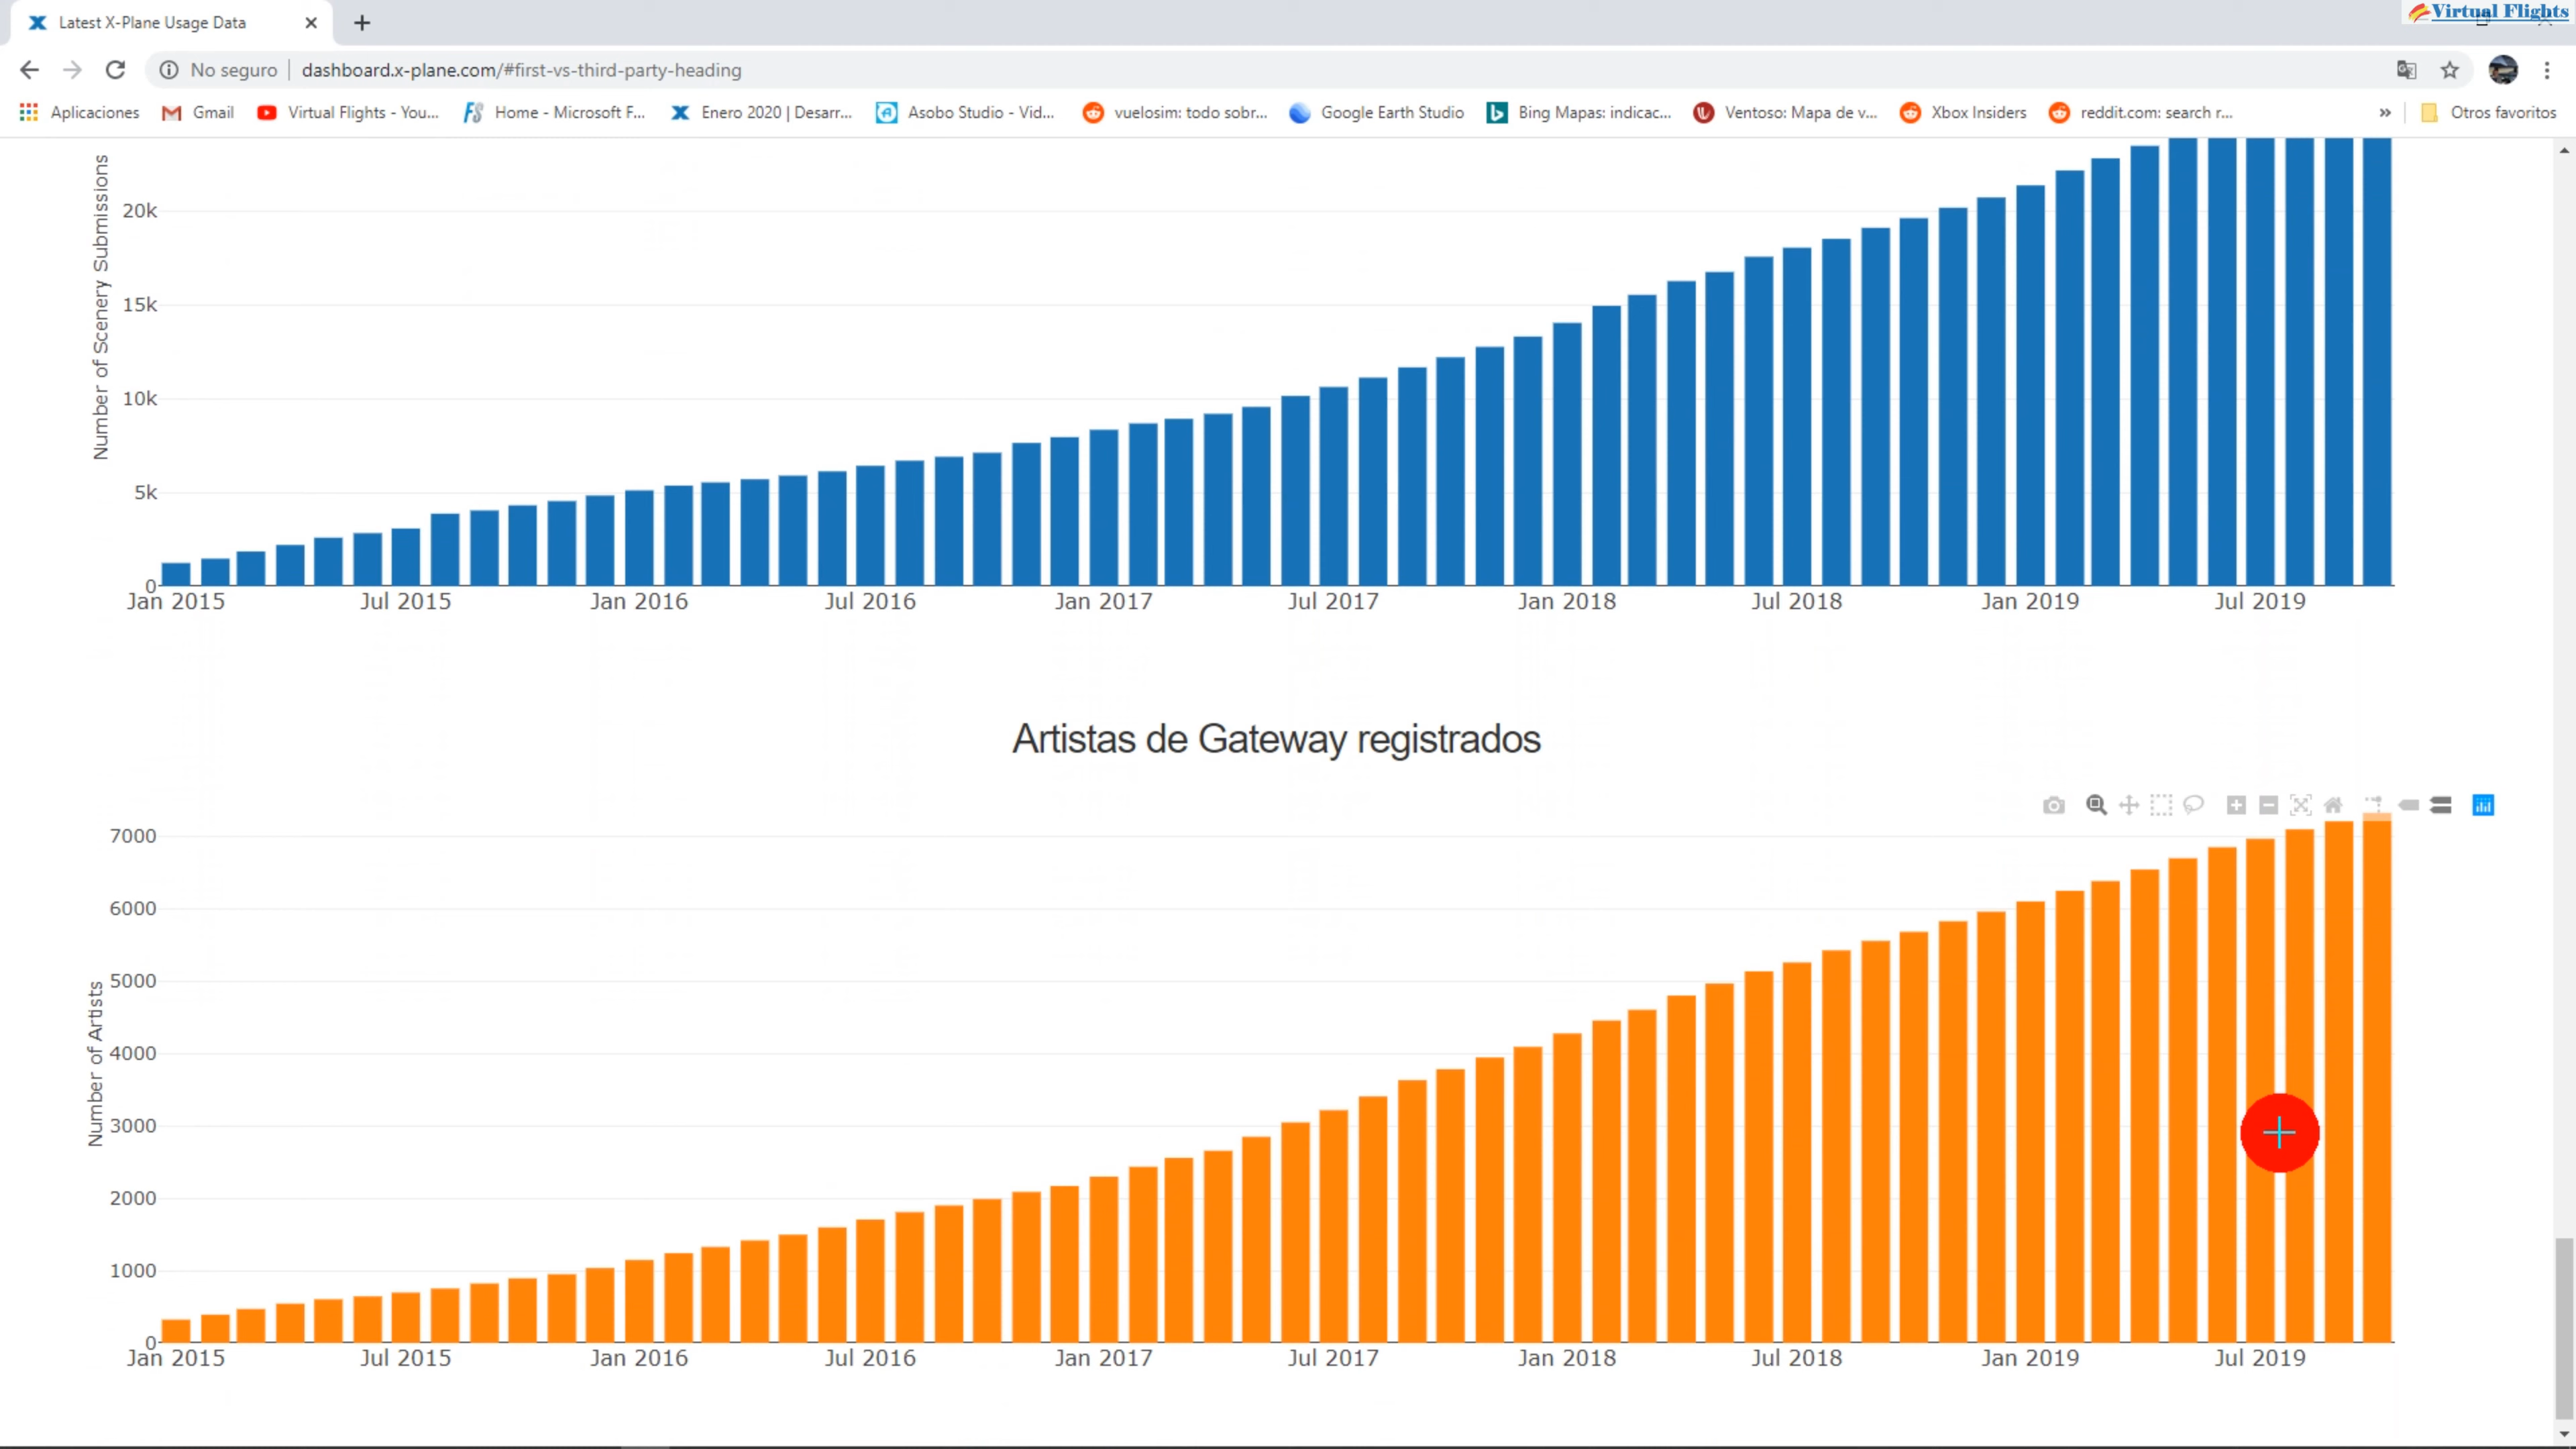 Latest X-Plane Usage Data
Virtual Flights
No seguro
dashboard.x-plane.com/#first-vs-third-party-heading
Aplicaciones
Gmail
Virtual Flights - You...
Home - Microsoft F...
Enero 2020 | Desarr...
Asobo Studio - Vid...
vuelosim: todo sobr...
Google Earth Studio
Bing Mapas: indicac...
Ventoso: Mapa de v...
Xbox Insiders
reddit.com: search r...
»
Otros favoritos
Number of Scenery Submissions
20k
15k
10k
5k
0
Jan 2015 Jul 2015 Jan 2016 Jul 2016 Jan 2017 Jul 2017 Jan 2018 Jul 2018 Jan 2019 Jul 2019
Artistas de Gateway registrados
Number of Artists
7000
6000
5000
4000
3000
2000
1000
0
Jan 2015 Jul 2015 Jan 2016 Jul 2016 Jan 2017 Jul 2017 Jan 2018 Jul 2018 Jan 2019 Jul 2019